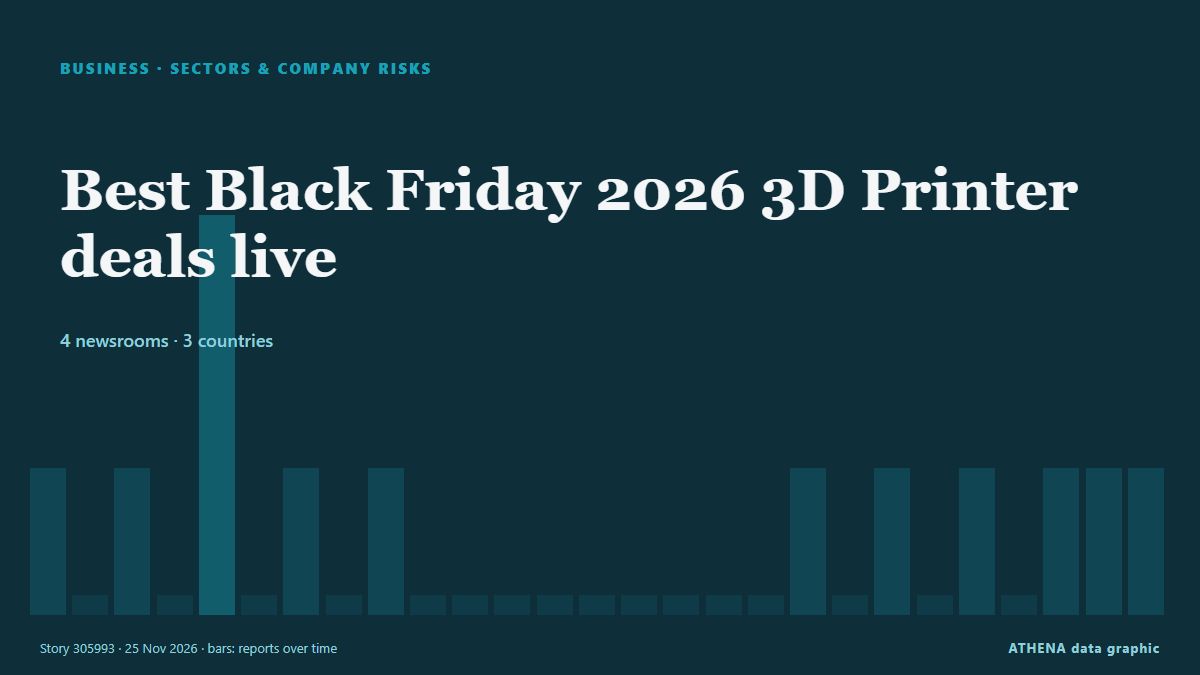 BUSINESS · SECTORS & COMPANY RISKS
Best Black Friday 2026 3D Printer
deals live
4 newsrooms · 3 countries
Story 305993 · 25 Nov 2026 · bars: reports over time
ATHENA data graphic